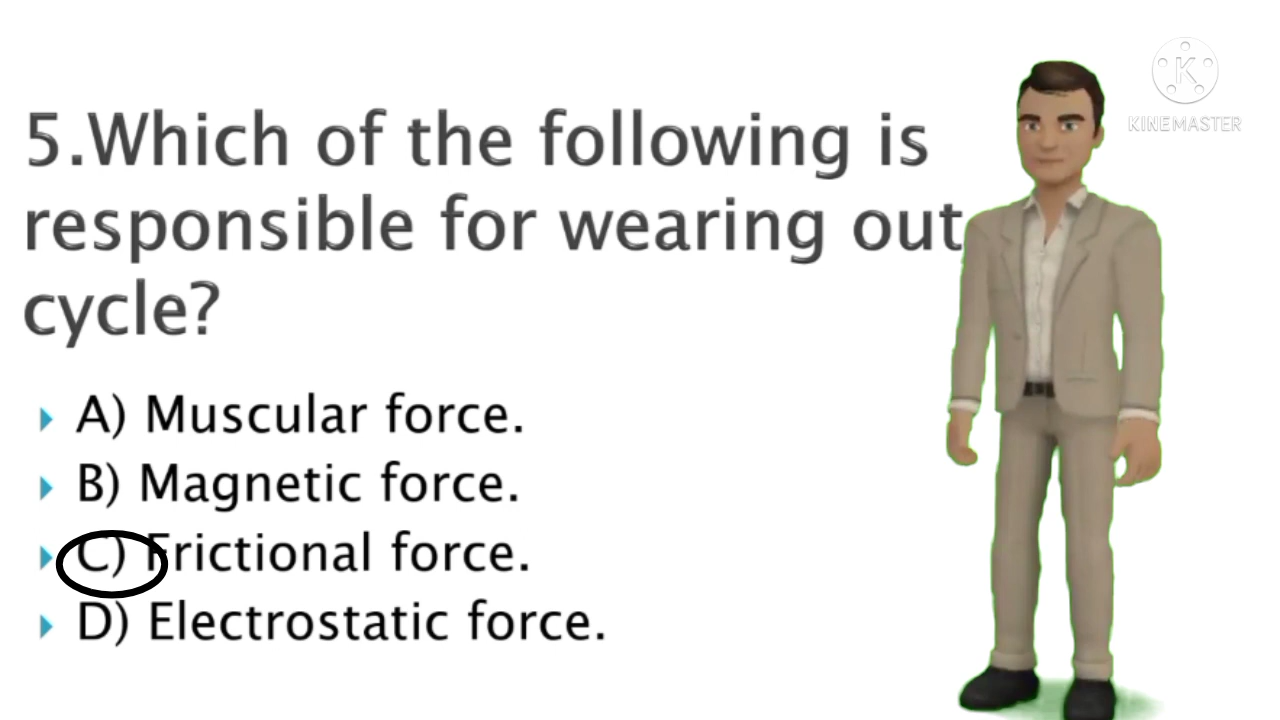 KINEMASTER
5.Which of the following is
responsible for wearing out
cycle?
A) Muscular force.
B) Magnetic force.
C) Frictional force.
D) Electrostatic force.